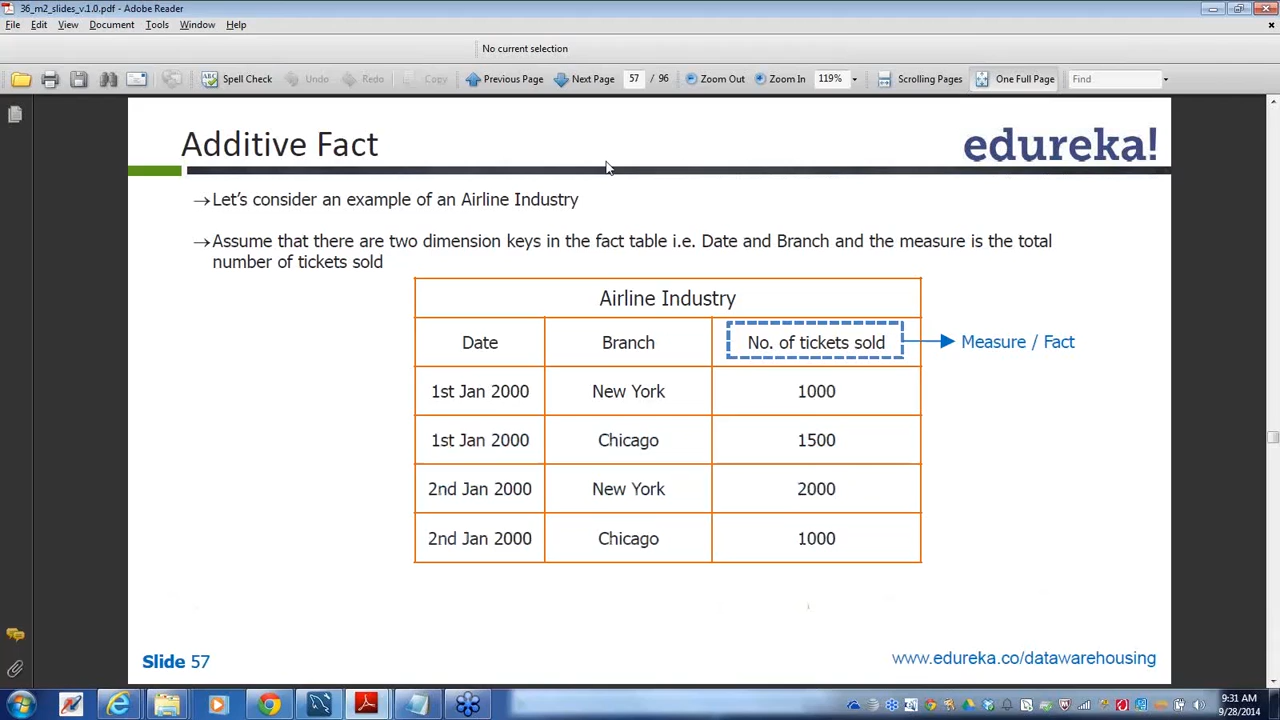 36_m2_slides_v.1.0.pdf - Adobe Reader
File Edit View Document Tools Window Help
No current selection
Spell Check Undo Redo Copy Previous Page Next Page 57 / 96 Zoom Out Zoom In 119% Scrolling Pages One Full Page Find
Additive Fact
edureka!
→Let's consider an example of an Airline Industry
→Assume that there are two dimension keys in the fact table i.e. Date and Branch and the measure is the total
number of tickets sold
Airline Industry
Date Branch No. of tickets sold Measure / Fact
1st Jan 2000 New York 1000
1st Jan 2000 Chicago 1500
2nd Jan 2000 New York 2000
2nd Jan 2000 Chicago 1000
Slide 57
www.edureka.co/datawarehousing
9:31 AM
9/28/2014